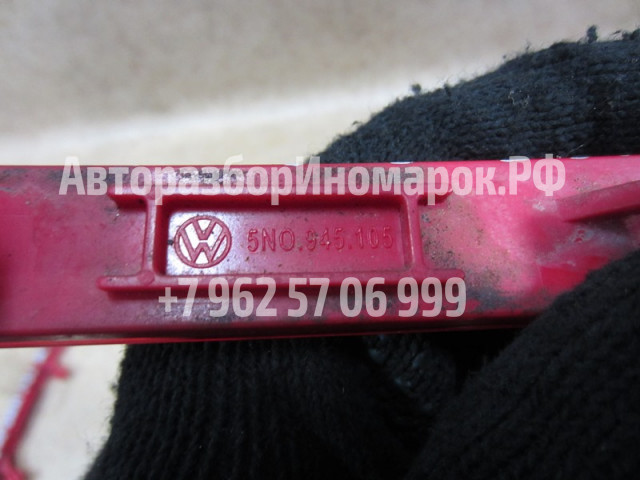 АвторазборИномарок.РФ
5N0.945.105
+7 962 57 06 999